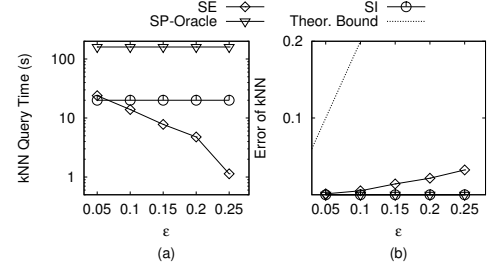 SE
SP-Oracle
SI
Theor. Bound
kNN Query Time (s)
100
10
1
0.05 0.1 0.15 0.2 0.25
ε
(a)
Error of kNN
0.2
0.1
0.05 0.1 0.15 0.2 0.25
ε
(b)